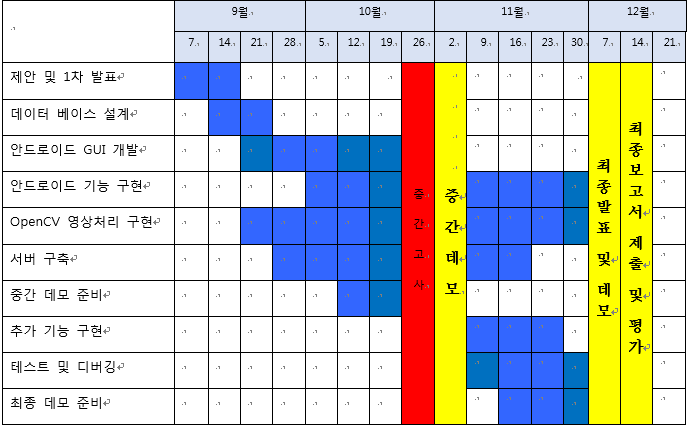 9월 10월 11월 12월
7. 14. 21. 28. 5. 12. 19. 26. 2. 9. 16. 23. 30. 7. 14. 21.
제안 및 1차 발표
데이터 베이스 설계
안드로이드 GUI 개발
안드로이드 기능 구현
OpenCV 영상처리 구현
서버 구축
중간 데모 준비
추가 기능 구현
테스트 및 디버깅
최종 데모 준비
중간고사
중간데모
최종발표 및 데모
최종보고서 제출 및 평가